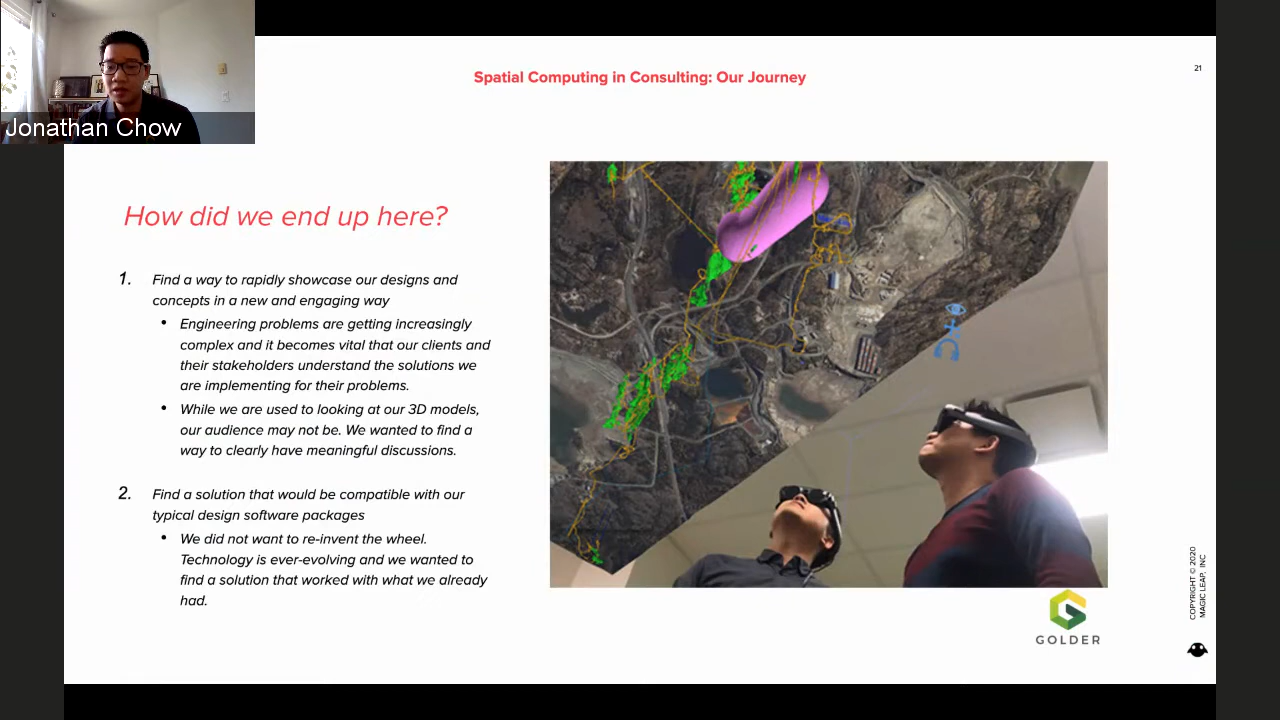 Jonathan Chow
Spatial Computing in Consulting: Our Journey
21
How did we end up here?
1. Find a way to rapidly showcase our designs and
concepts in a new and engaging way
• Engineering problems are getting increasingly
complex and it becomes vital that our clients and
their stakeholders understand the solutions we
are implementing for their problems.
• While we are used to looking at our 3D models,
our audience may not be. We wanted to find a
way to clearly have meaningful discussions.
2. Find a solution that would be compatible with our
typical design software packages
• We did not want to re-invent the wheel.
Technology is ever-evolving and we wanted to
find a solution that worked with what we already
had.
GOLDER
COPYRIGHT © 2020
MAGIC LEAP, INC